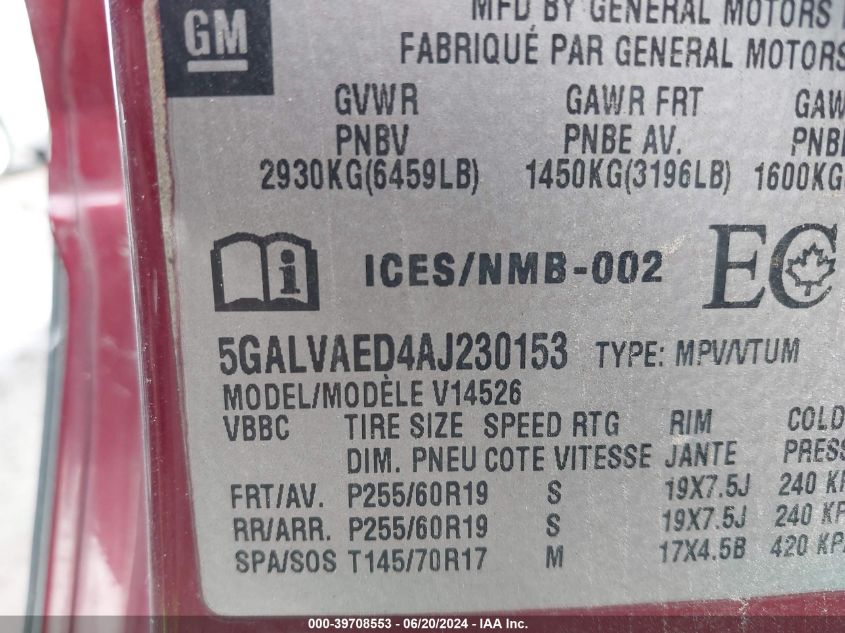 GM
MFD BY GENERAL MOTORS
FABRIQUÉ PAR GENERAL MOTORS
GVWR GAWR FRT
PNBV PNBE AV.
2930KG(6459LB) 1450KG(3196LB) 1600KG
ICES/NMB-002 EC
5GALVAED4AJ230153 TYPE: MPV/VTUM
MODEL/MODÈLE V14526
VBBC TIRE SIZE SPEED RTG RIM COLD
DIM. PNEU COTE VITESSE JANTE
FRT/AV. P255/60R19 S 19X7.5J 240
RR/ARR. P255/60R19 S 19X7.5J 240
SPA/SOS T145/70R17 M 17X4.5B 420
000-39708553 - 06/20/2024 - IAA Inc.